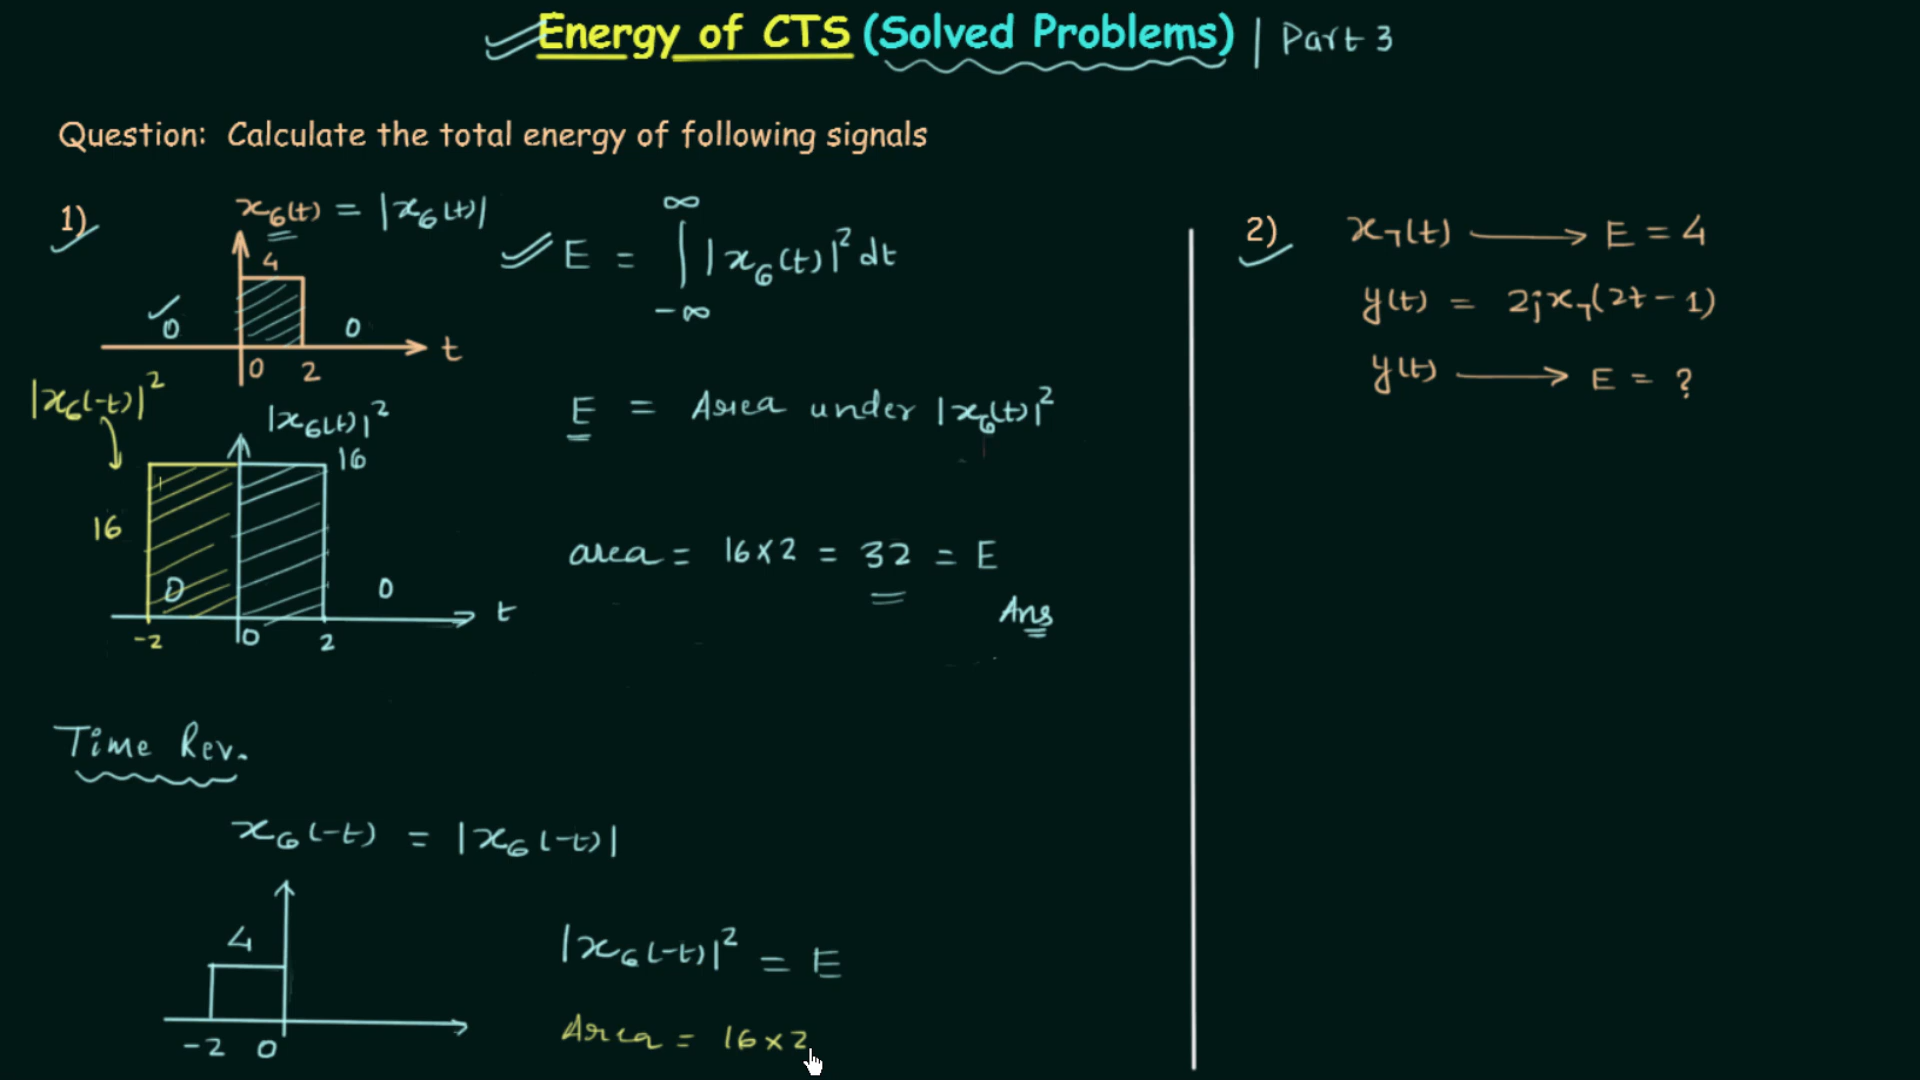 Energy of CTS (Solved Problems) | Part 3
Question: Calculate the total energy of following signals
1)
x₆(t) = |x₆(t)|
4
0
0
0
2
t
E = ∫ |x₆(t)|² dt
∞
-∞
|x₆(-t)|²
|x₆(t)|²
16
16
0
0
-2
0
2
t
E = Area under |x₆(t)|²
area = 16×2 = 32 = E
Ans
Time Rev.
x₆(-t) = |x₆(-t)|
4
-2
0
|x₆(-t)|² = E
Area = 16×2
2)
x₇(t) ⟶ E = 4
y(t) = 2jx₇(2t-1)
y(t) ⟶ E = ?